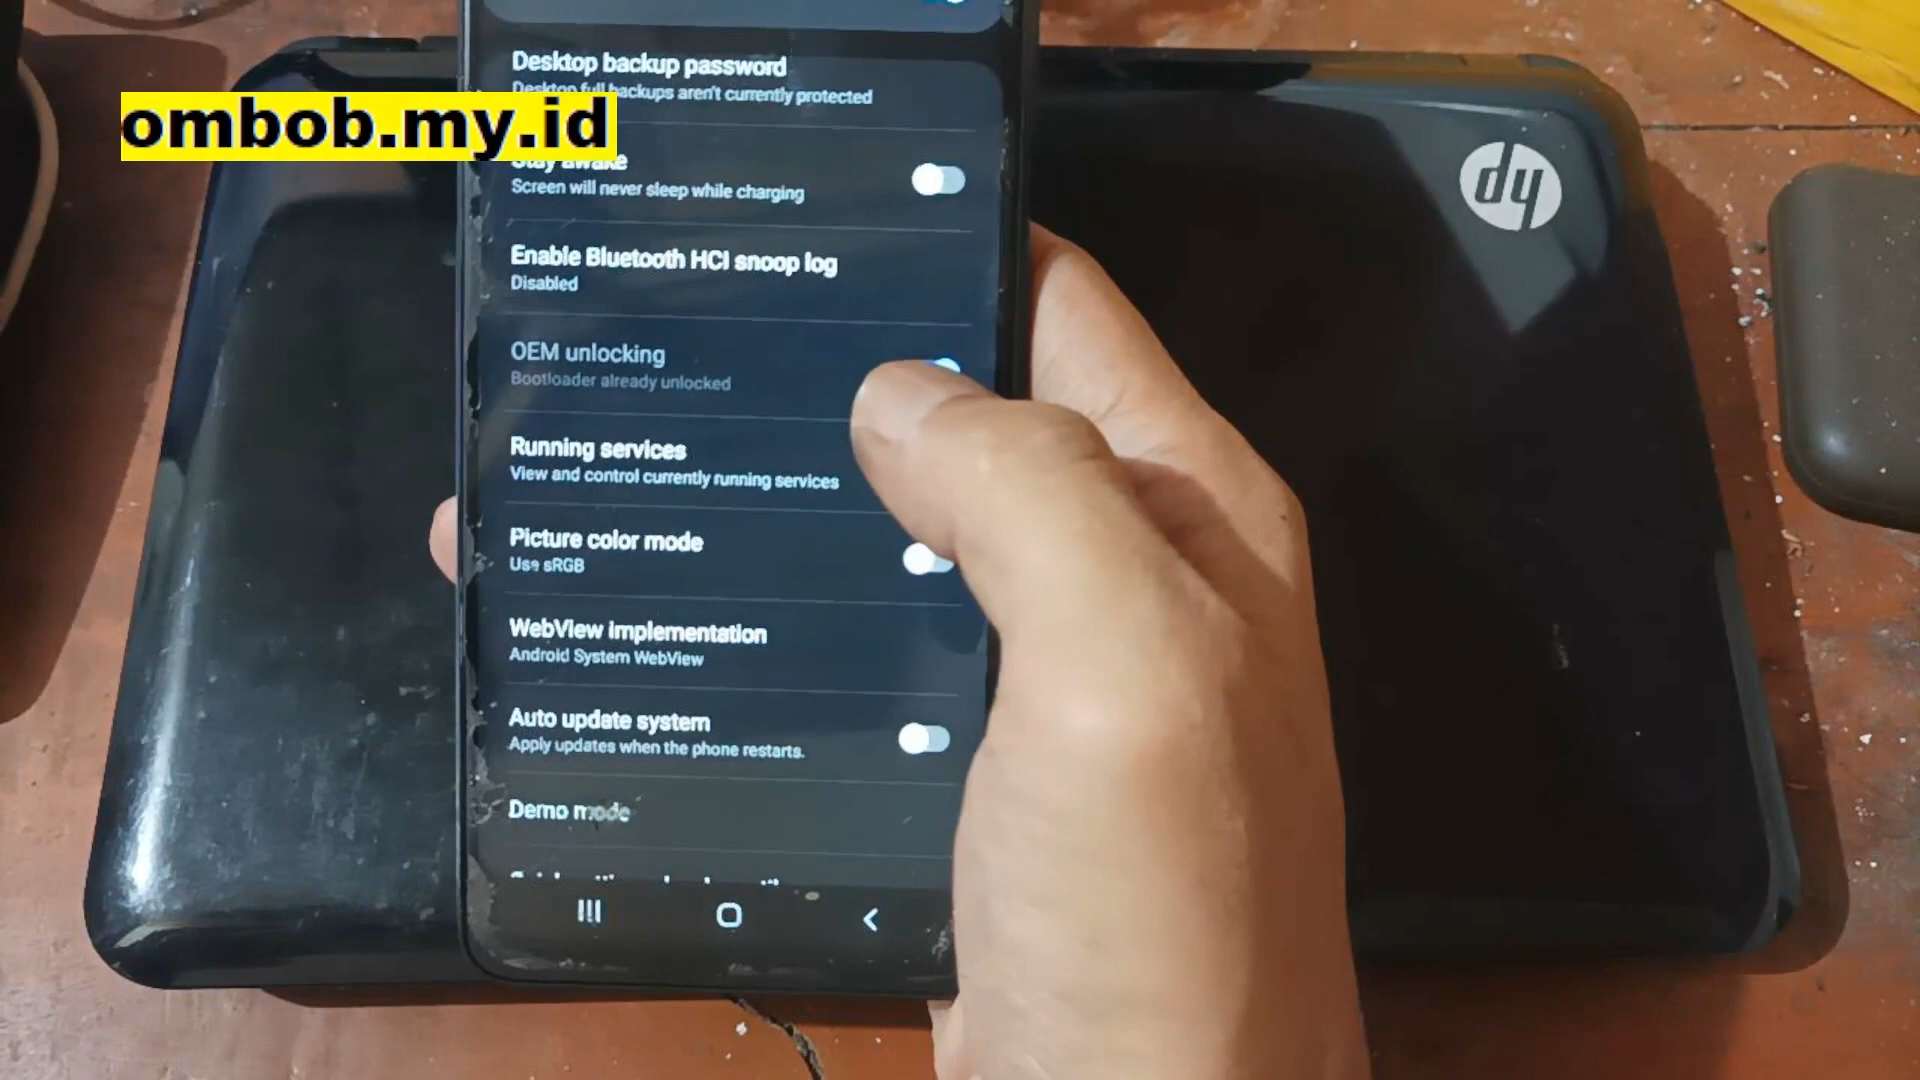 Desktop backup password
Desktop full backups aren't currently protected
ombob.my.id
Stay awake
Screen will never sleep while charging
hp
Enable Bluetooth HCI snoop log
Disabled
OEM unlocking
Bootloader already unlocked
Running services
View and control currently running services
Picture color mode
Use sRGB
WebView implementation
Android System WebView
Auto update system
Apply updates when the phone restarts.
Demo mode